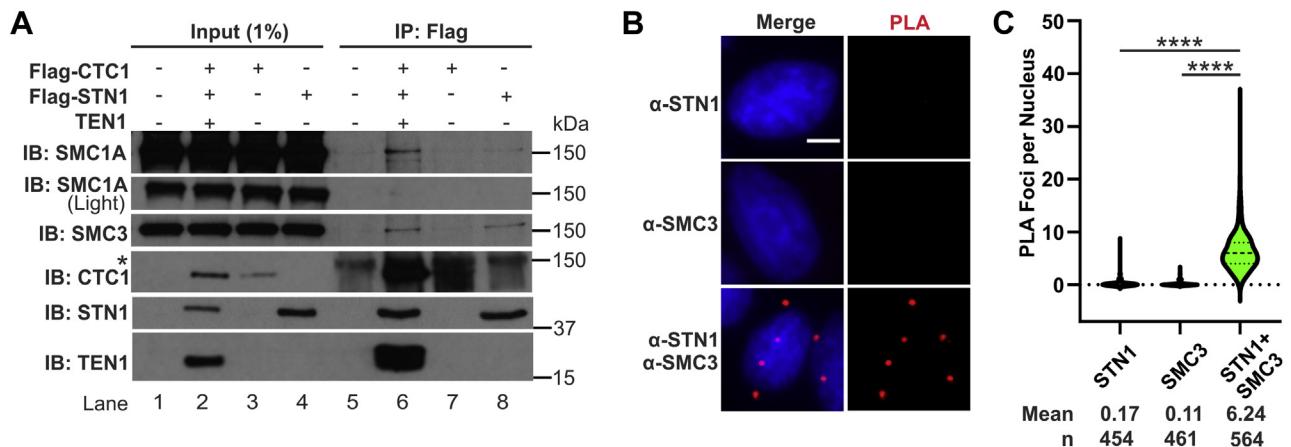 A
Input (1%) IP: Flag
Flag-CTC1 - + + - - + + -
Flag-STN1 - + - + - + - +
TEN1 - + - - - + - -
kDa
IB: SMC1A 150
IB: SMC1A 150
(Light)
IB: SMC3 150
* 150
IB: CTC1
IB: STN1
37
IB: TEN1
15
Lane 1 2 3 4 5 6 7 8
B
Merge PLA
α-STN1
α-SMC3
α-STN1
α-SMC3
C
PLA Foci per Nucleus
50
40
30
20
10
0
****
****
STN1 SMC3 STN1+
SMC3
Mean 0.17 0.11 6.24
n 454 461 564